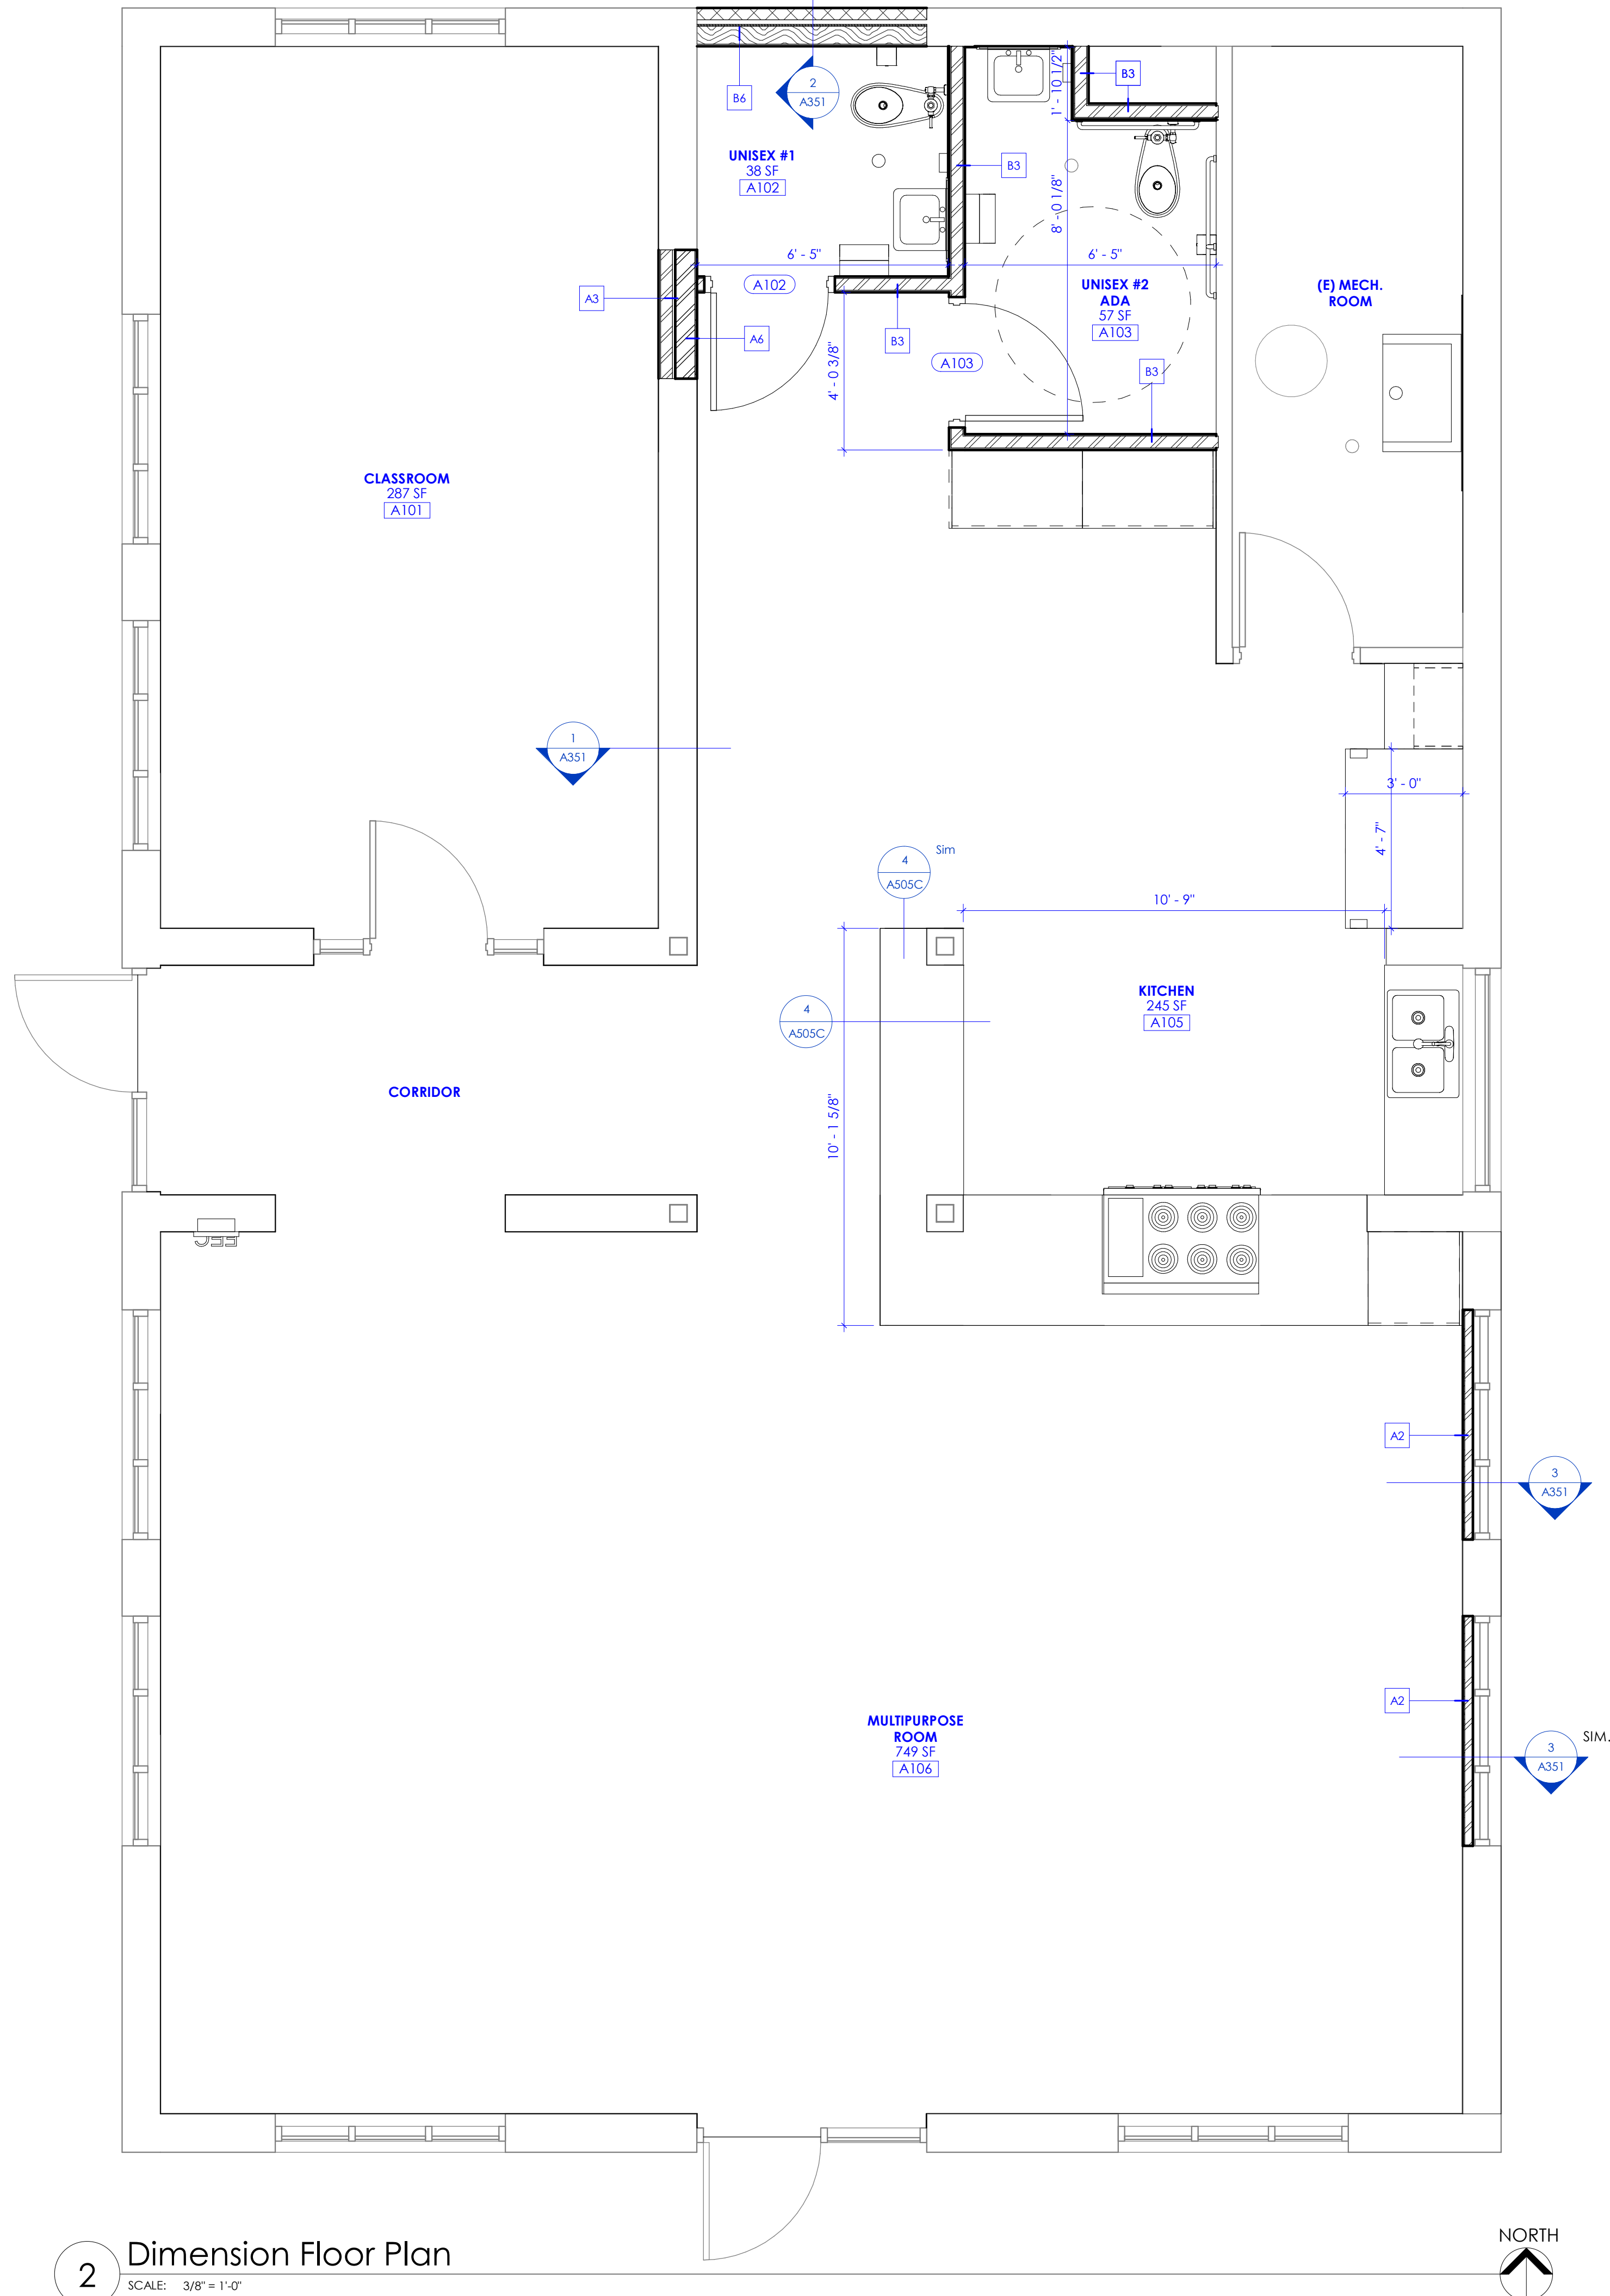 2
A351
B6
1' - 10 1/2"
B3
UNISEX #1
38 SF
A102
B3
8' - 0 1/8"
6' - 5"
6' - 5"
A102
UNISEX #2
ADA
57 SF
A103
(E) MECH.
ROOM
A3
A6
B3
4' - 0 3/8"
A103
B3
CLASSROOM
287 SF
A101
1
A351
3' - 0"
4' - 7"
4
A505C
Sim
10' - 9"
KITCHEN
245 SF
A105
4
A505C
CORRIDOR
10' - 1 5/8"
A2
3
A351
A2
MULTIPURPOSE
ROOM
749 SF
A106
3
A351
SIM.
NORTH
2
Dimension Floor Plan
SCALE: 3/8" = 1'-0"